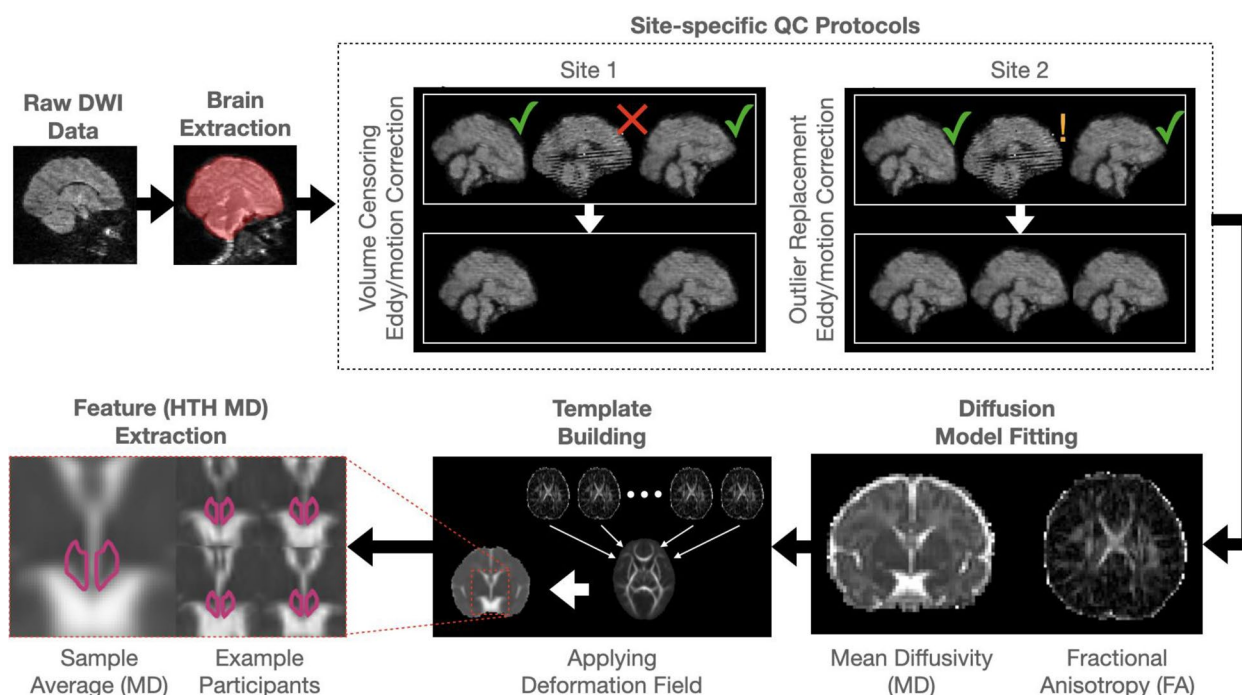 Site-specific QC Protocols
Raw DWI
Data
Brain
Extraction
Site 1
Volume Censoring
Eddy/motion Correction
Site 2
Outlier Replacement
Eddy/motion Correction
!
Feature (HTH MD)
Extraction
Template
Building
Diffusion
Model Fitting
Sample
Average (MD)
Example
Participants
Applying
Deformation Field
Mean Diffusivity
(MD)
Fractional
Anisotropy (FA)